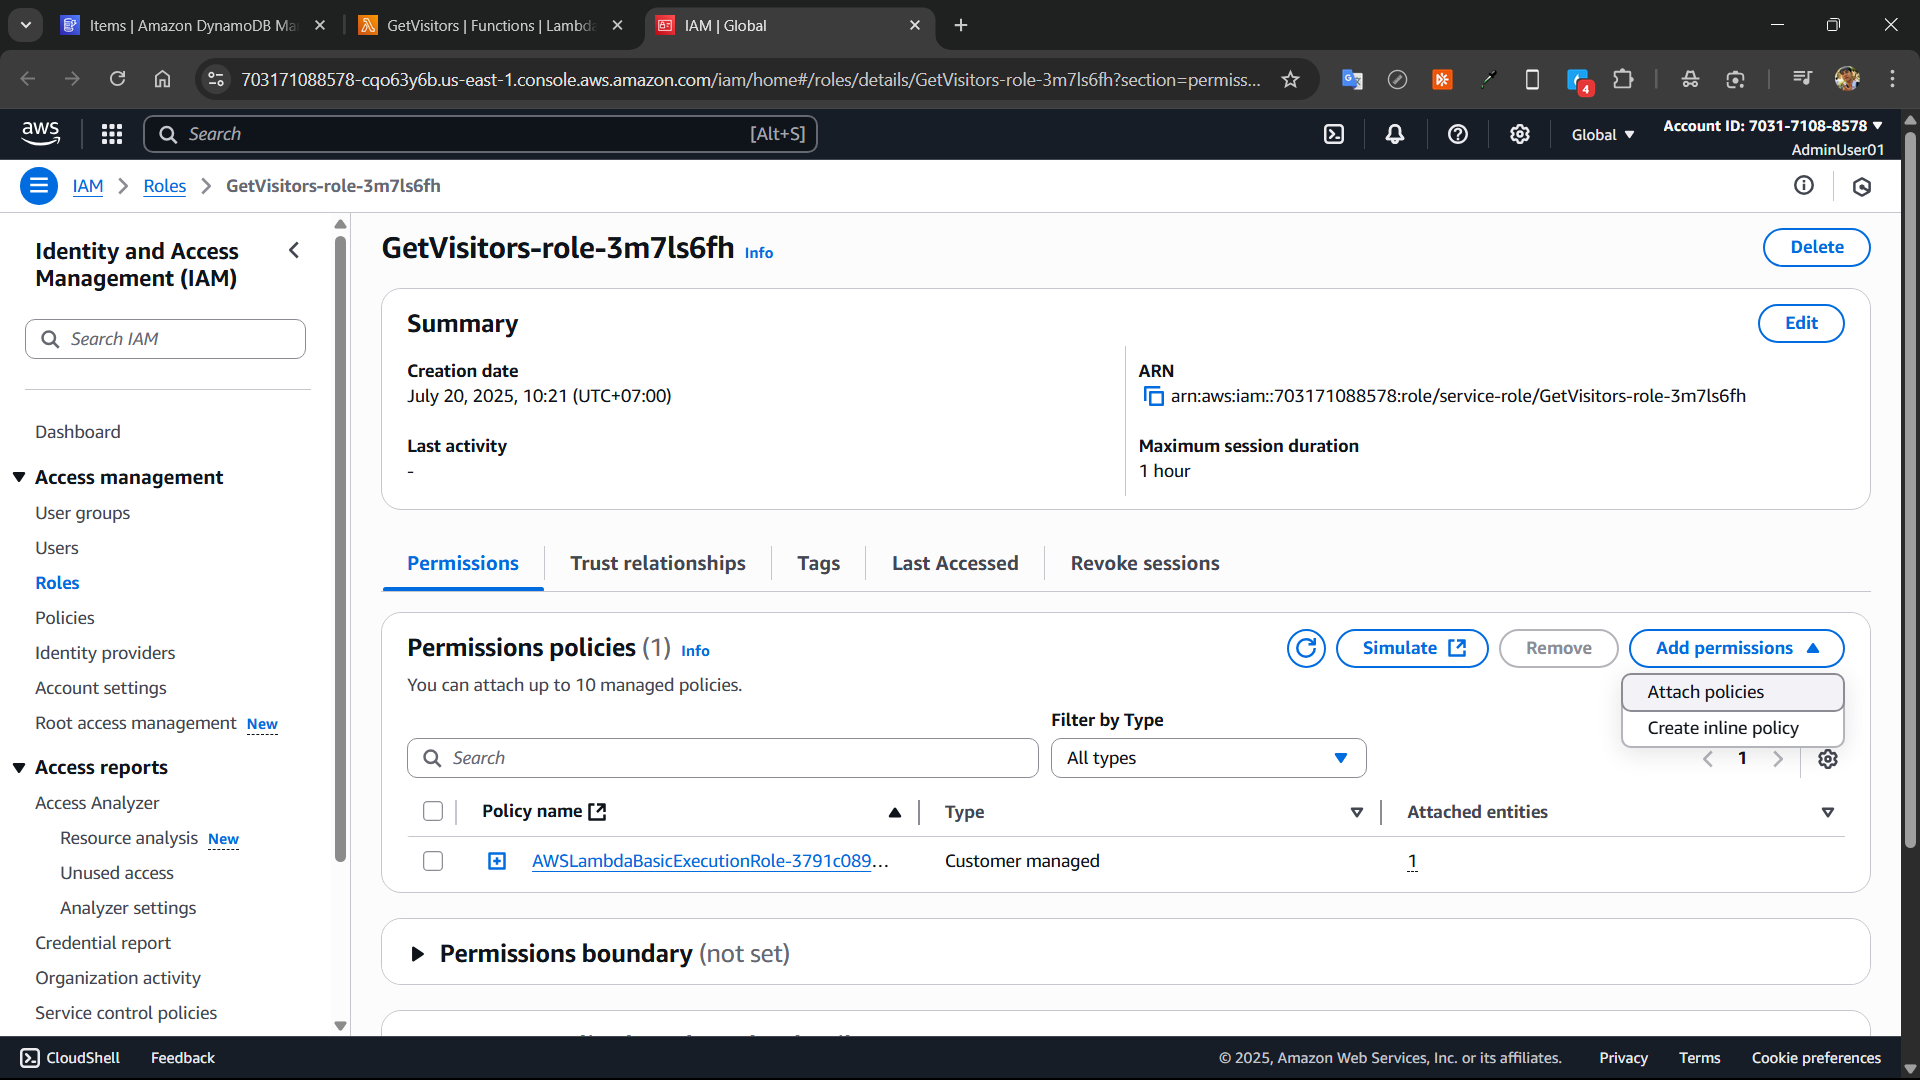 Items | Amazon DynamoDB Ma
GetVisitors | Functions | Lambda
IAM | Global
703171088578-cqo63y6b.us-east-1.console.aws.amazon.com/iam/home#/roles/details/GetVisitors-role-3m7ls6fh?section=permiss...
4
aws
Search
[Alt+S]
Global
Account ID: 7031-7108-8578
AdminUser01
IAM
Roles
GetVisitors-role-3m7ls6fh
Identity and Access
Management (IAM)
Search IAM
Dashboard
Access management
User groups
Users
Roles
Policies
Identity providers
Account settings
Root access management New
Access reports
Access Analyzer
Resource analysis New
Unused access
Analyzer settings
Credential report
Organization activity
Service control policies
GetVisitors-role-3m7ls6fh Info
Delete
Summary
Edit
Creation date
July 20, 2025, 10:21 (UTC+07:00)
ARN
arn:aws:iam::703171088578:role/service-role/GetVisitors-role-3m7ls6fh
Last activity
-
Maximum session duration
1 hour
Permissions
Trust relationships
Tags
Last Accessed
Revoke sessions
Permissions policies (1) Info
Simulate
Remove
Add permissions
You can attach up to 10 managed policies.
Attach policies
Create inline policy
Filter by Type
Search
All types
1
Policy name
Type
Attached entities
AWSLambdaBasicExecutionRole-3791c089...
Customer managed
1
Permissions boundary (not set)
CloudShell
Feedback
© 2025, Amazon Web Services, Inc. or its affiliates.
Privacy
Terms
Cookie preferences